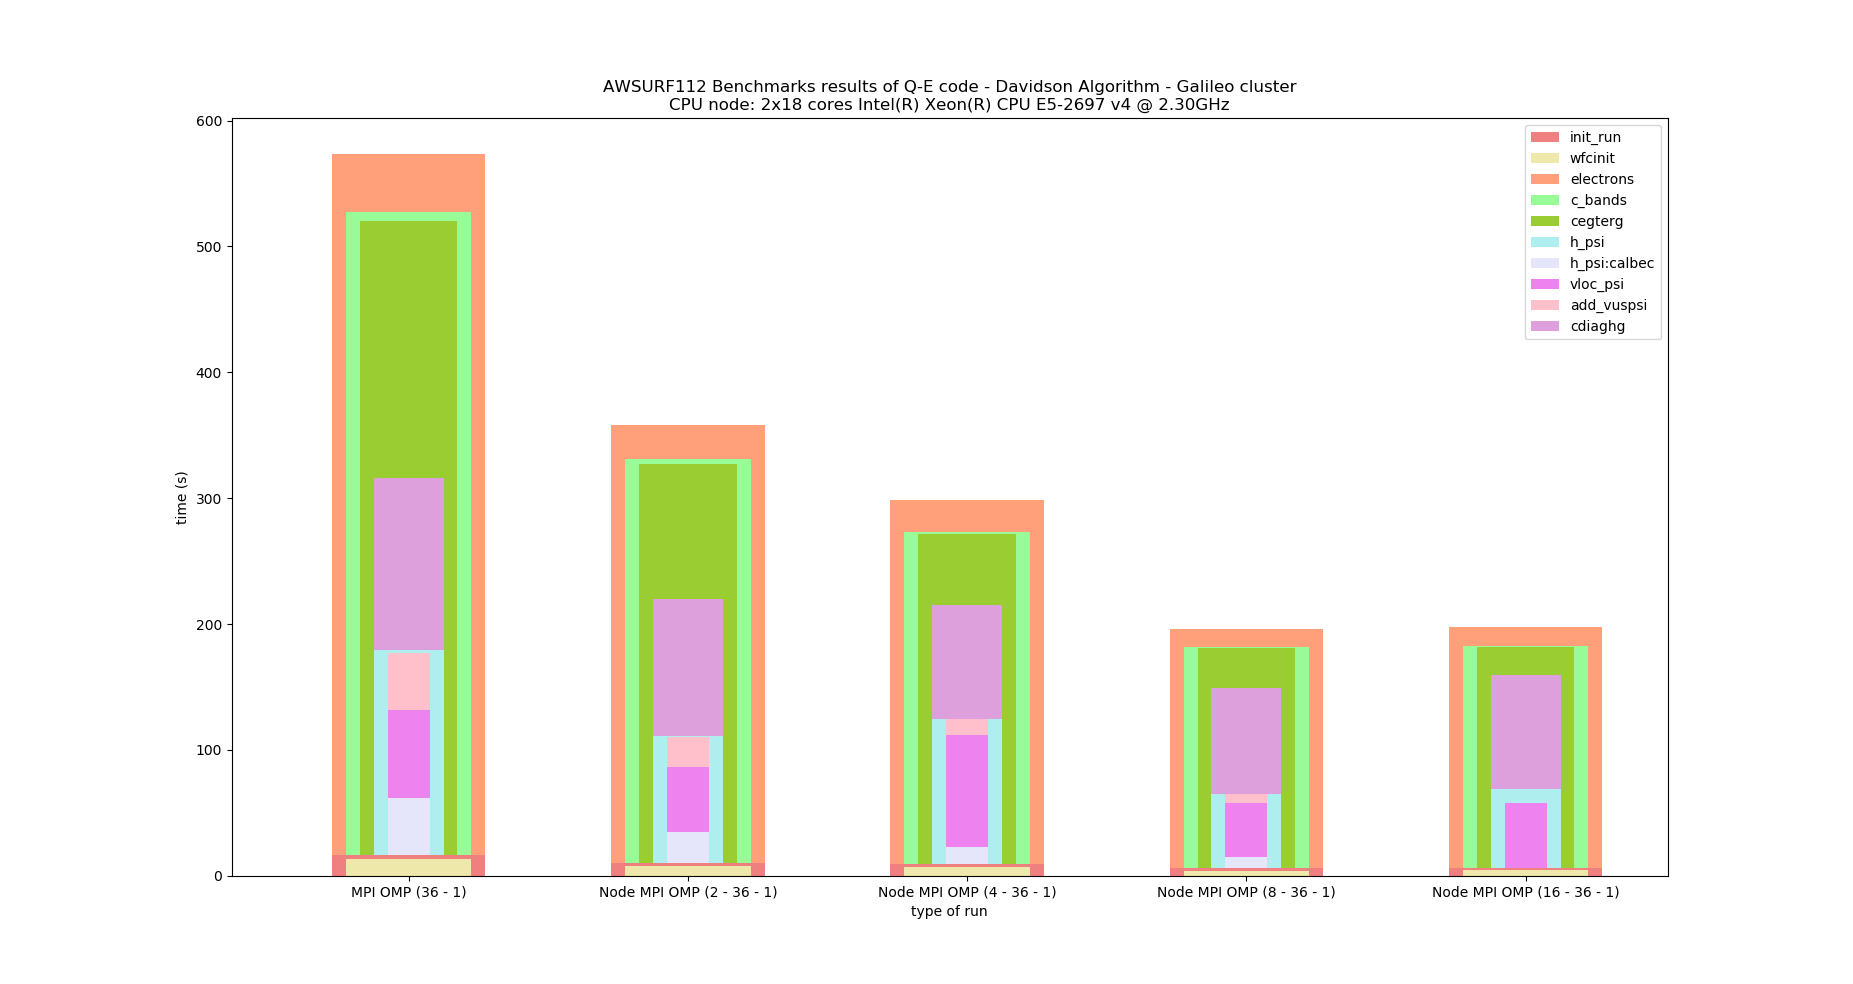 AWSURF112 Benchmarks results of Q-E code - Davidson Algorithm - Galileo cluster
CPU node: 2x18 cores Intel(R) Xeon(R) CPU E5-2697 v4 @ 2.30GHz
600
500
400
300
200
100
0
time (s)
init_run
wfcinit
electrons
c_bands
cegterg
h_psi
h_psi:calbec
vloc_psi
add_vuspsi
cdiaghg
MPI OMP (36 - 1)
Node MPI OMP (2 - 36 - 1)
Node MPI OMP (4 - 36 - 1)
Node MPI OMP (8 - 36 - 1)
Node MPI OMP (16 - 36 - 1)
type of run